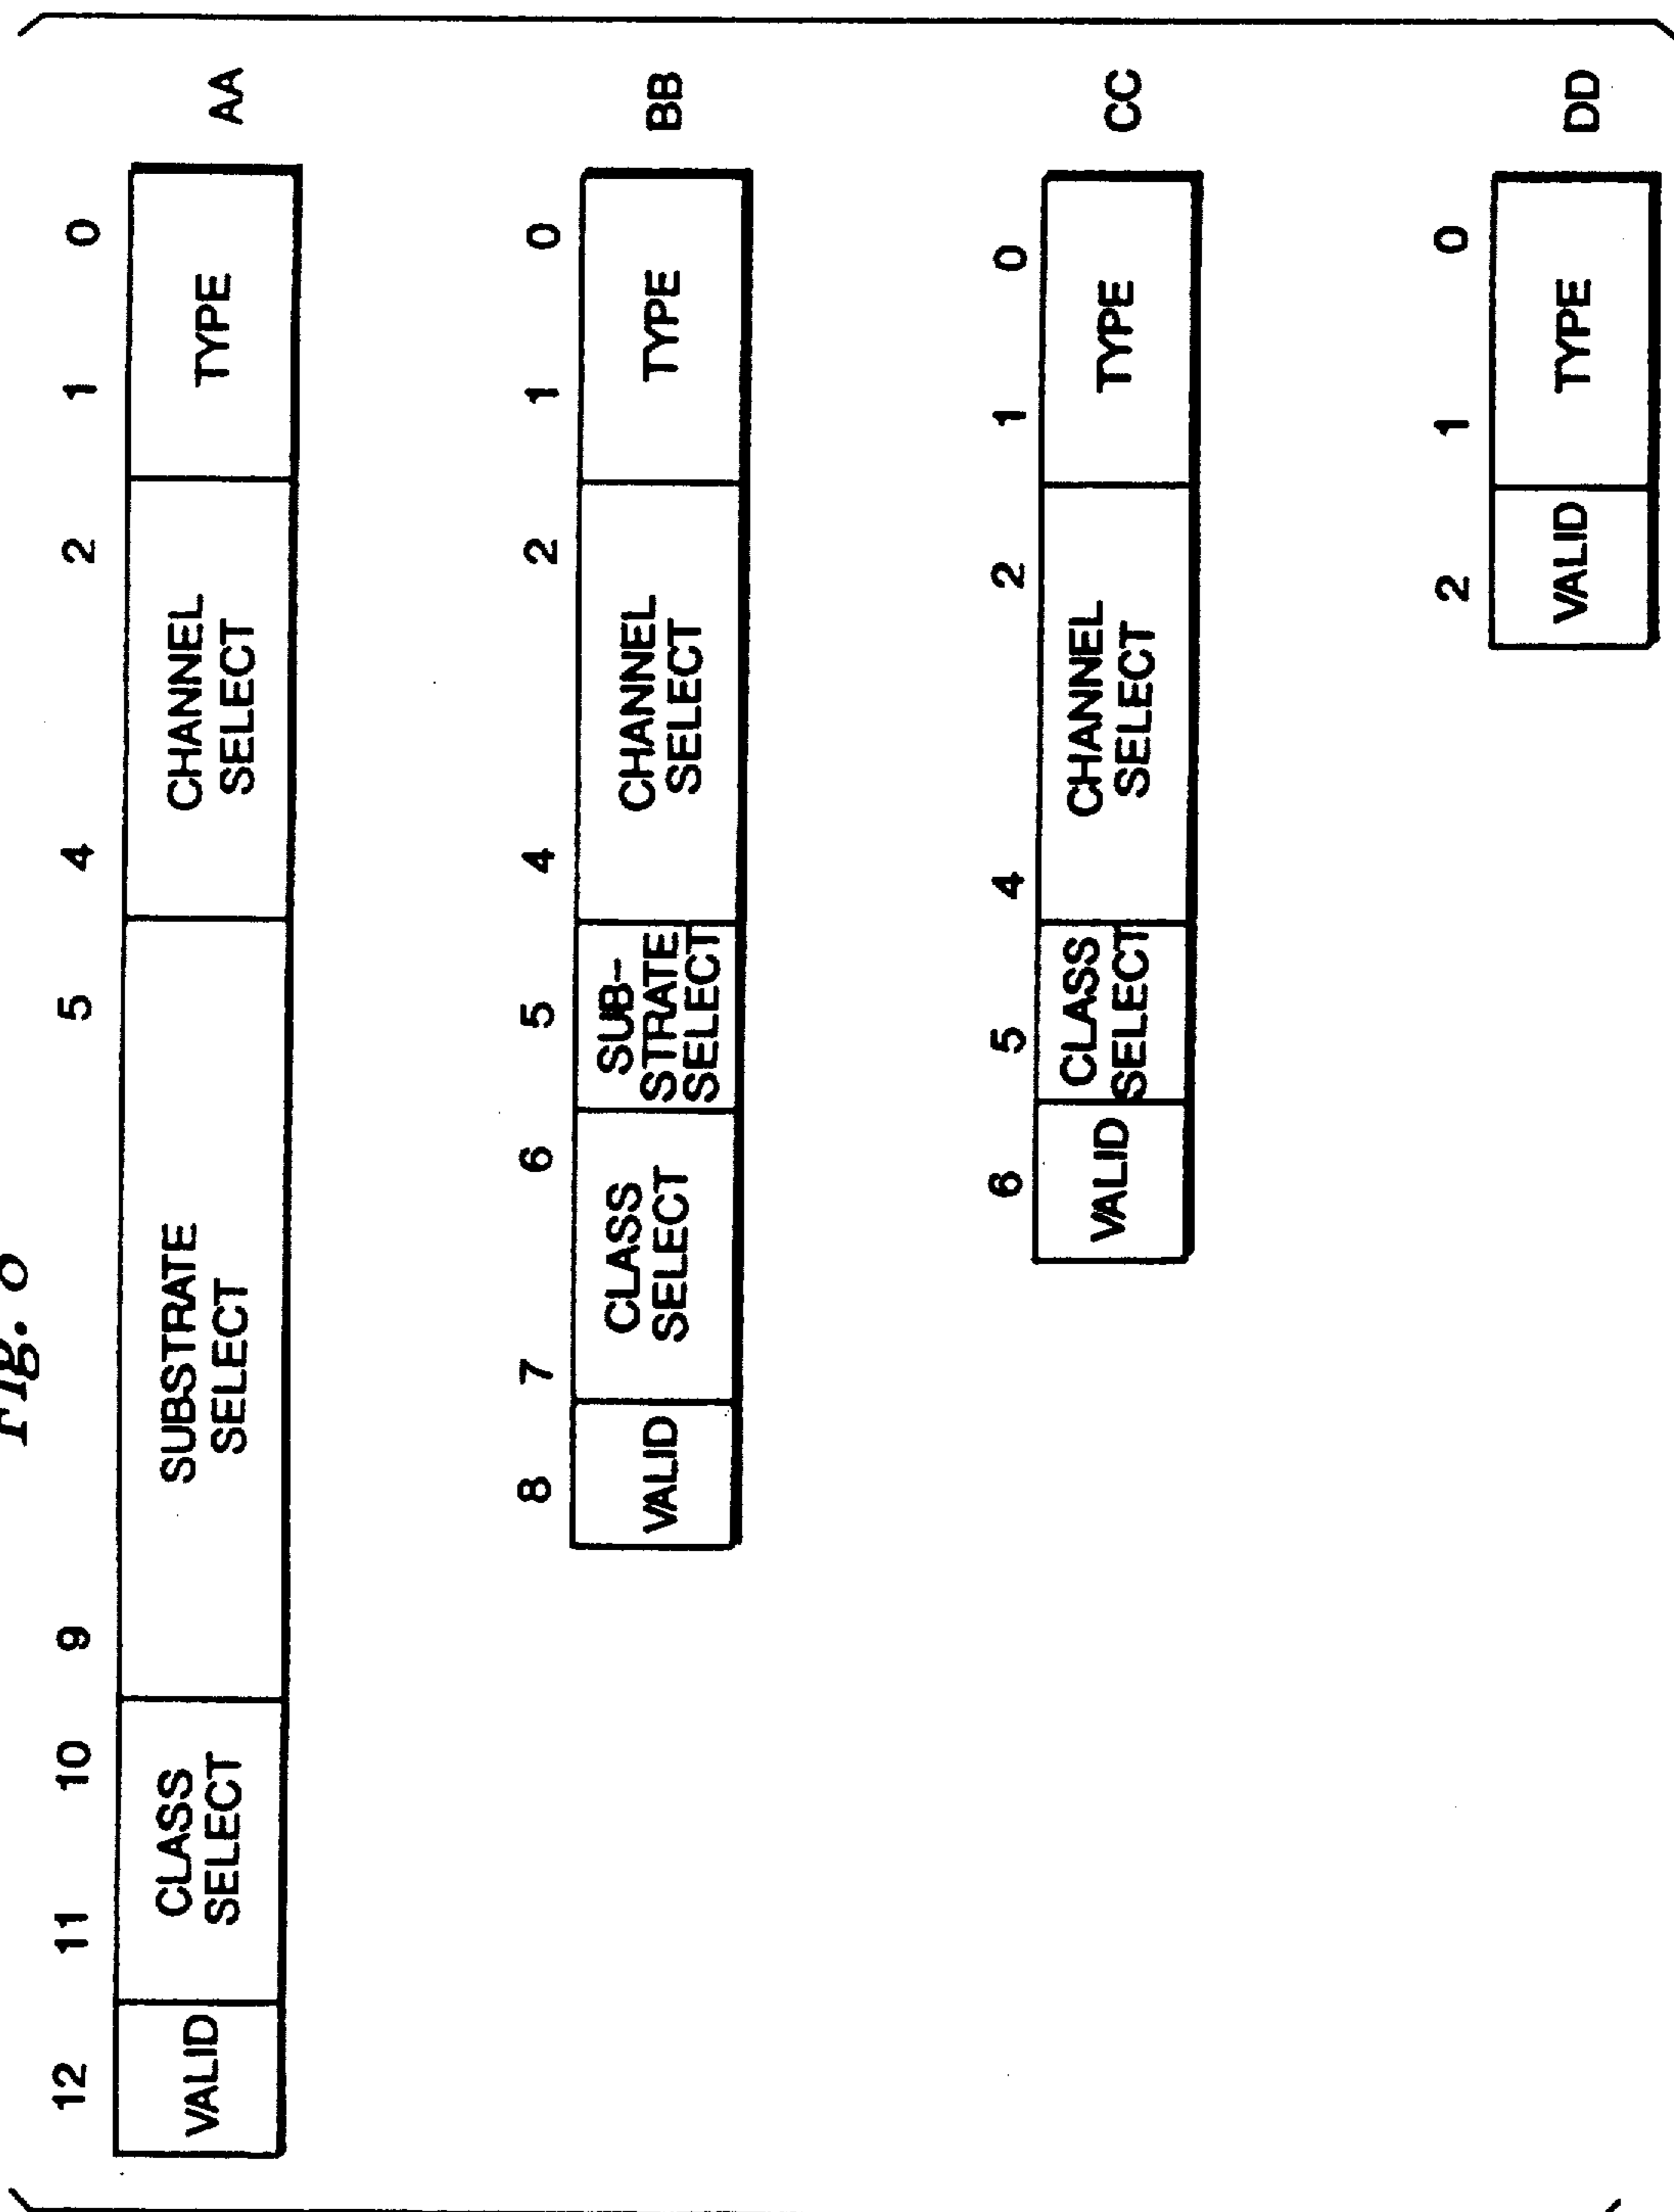 Fig.
12 11 10 9 5 4 2 1 0
VALID
CLASS
SELECT
SUBSTRATE
SELECT
CHANNEL
SELECT
TYPE
AA
8 7 6 5 4 2 1 0
VALID
CLASS
SELECT
SUB-
STRATE
SELECT
CHANNEL
SELECT
TYPE
BB
6 5 4 2 1 0
VALID
CLASS
SELECT
CHANNEL
SELECT
TYPE
CC
2 1 0
VALID
TYPE
DD